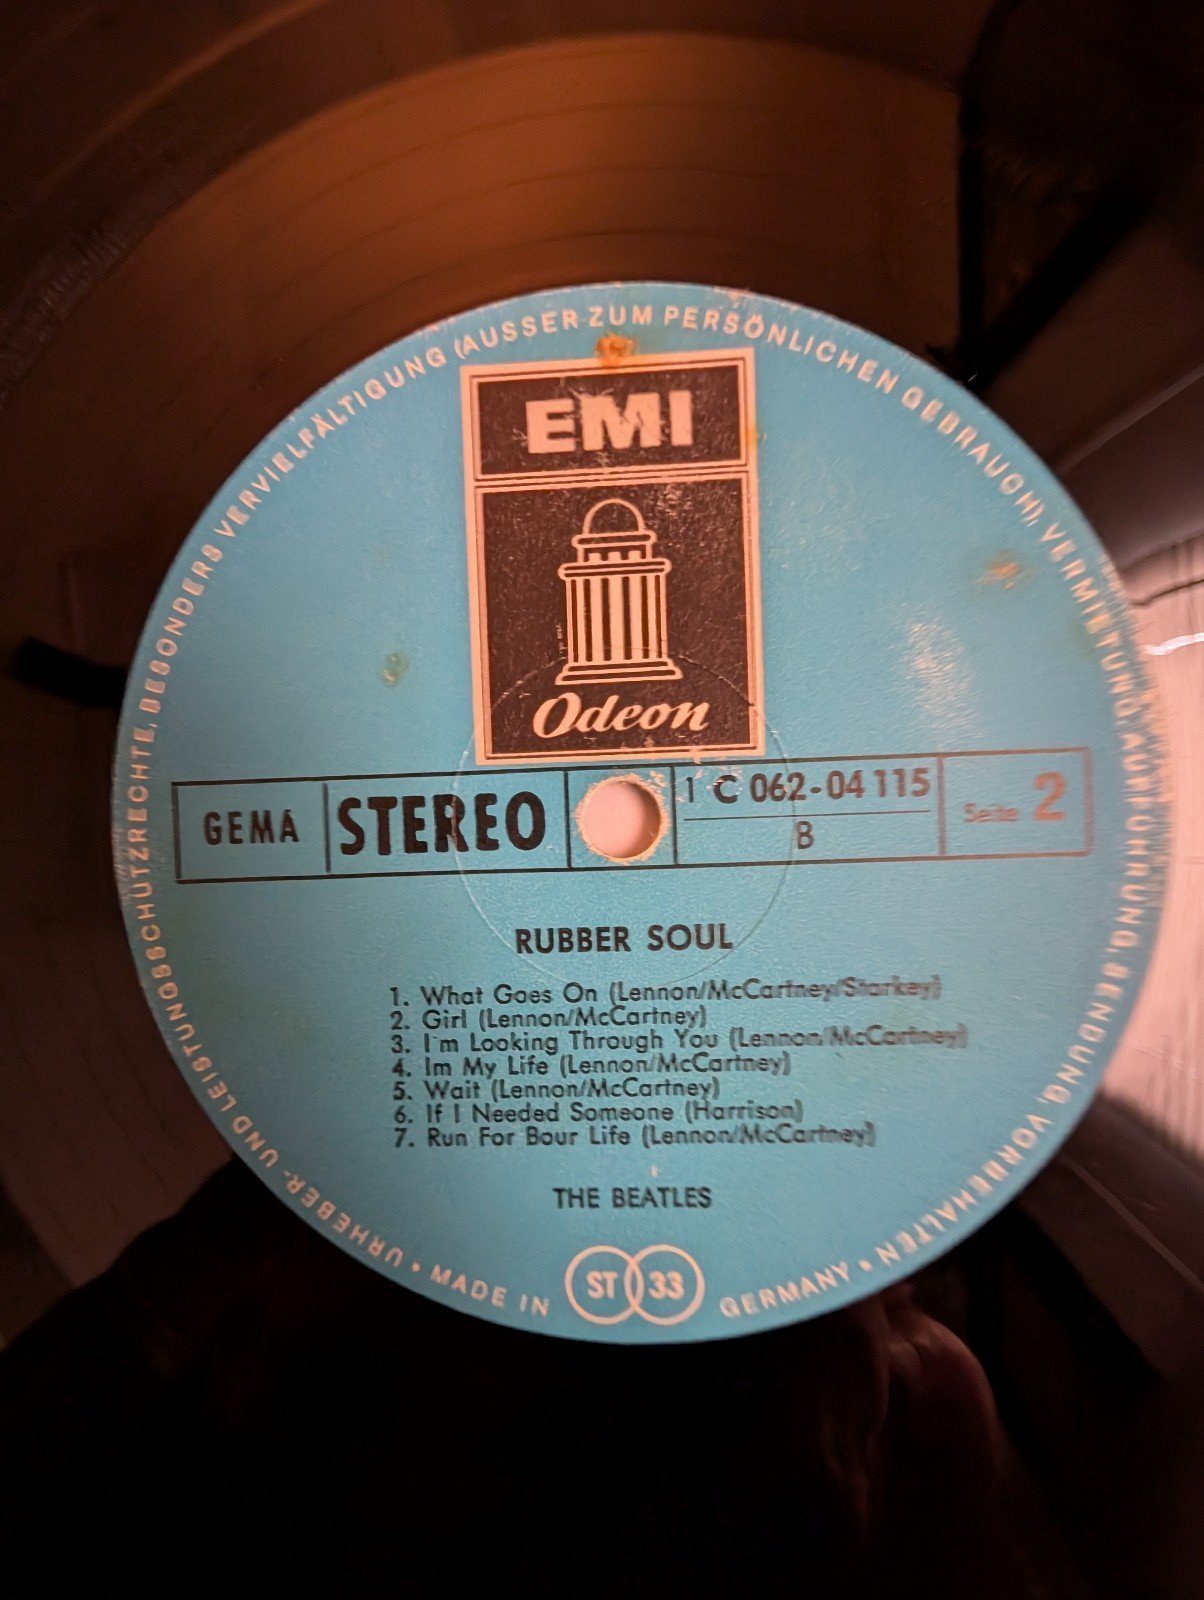 EMI
Odeon
GEMA
STEREO
1 C 062-04 115
B
Seite 2
RUBBER SOUL
1. What Goes On (Lennon/McCartney/Starkey)
2. Girl (Lennon/McCartney)
3. I'm Looking Through You (Lennon/McCartney)
4. Im My Life (Lennon/McCartney)
5. Wait (Lennon/McCartney)
6. If I Needed Someone (Harrison)
7. Run For Bour Life (Lennon/McCartney)
THE BEATLES
ST 33
• URHEBER- UND LEISTUNGSSCHUTZRECHTE, BESONDERS VERVIELFÄLTIGUNG (AUSSER ZUM PERSÖNLICHEN GEBRAUCH), VERMIETUNG, AUFFÜHRUNG, SENDUNG, VORBEHALTEN •
MADE IN GERMANY